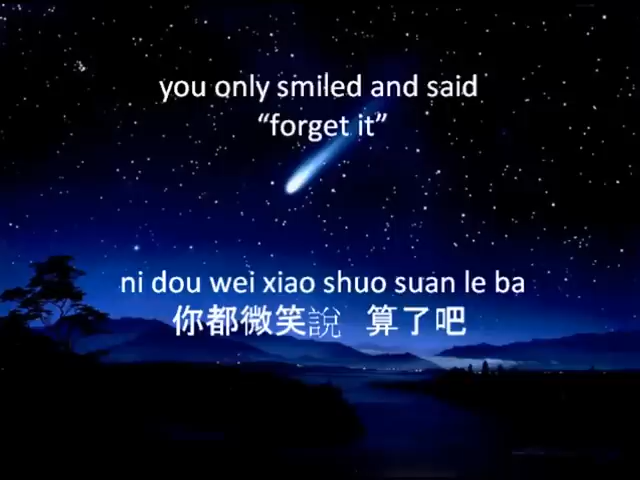 you only smiled and said
“forget it”
ni dou wei xiao shuo suan le ba
你都微笑說 算了吧